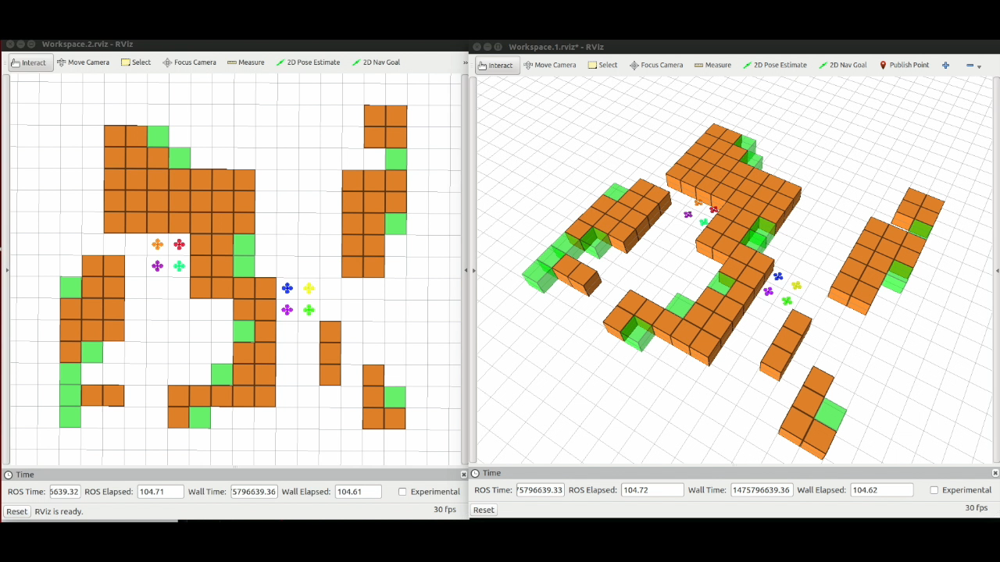 Workspace.2.rviz - RViz
Interact Move Camera Select Focus Camera Measure 2D Pose Estimate 2D Nav Goal »
Time
ROS Time: 6639.32 ROS Elapsed: 104.71 Wall Time: 5796639.36 Wall Elapsed: 104.61 Experimental
Reset RViz is ready. 30 fps
Workspace.1.rviz* - RViz
Interact Move Camera Select Focus Camera Measure 2D Pose Estimate 2D Nav Goal Publish Point
Time
ROS Time: 75796639.33 ROS Elapsed: 104.72 Wall Time: 1475796639.36 Wall Elapsed: 104.62 Experimental
Reset 30 fps